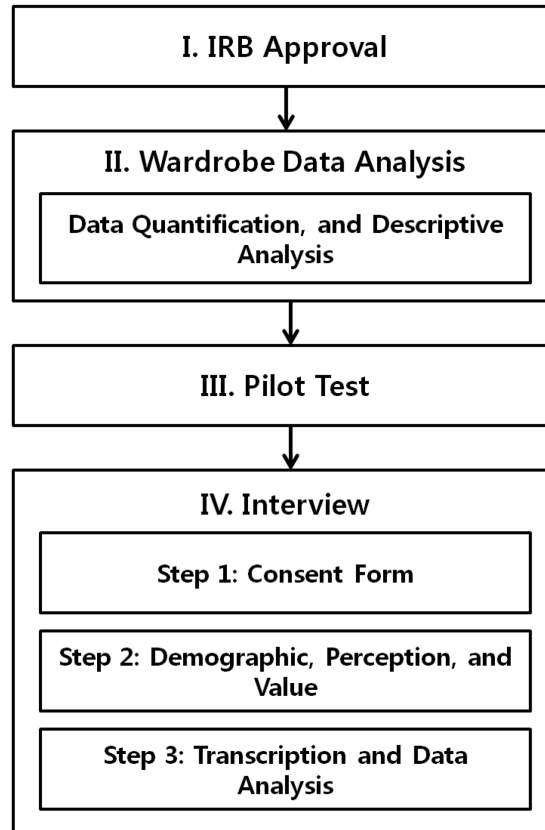 I. IRB Approval
II. Wardrobe Data Analysis
Data Quantification, and Descriptive
Analysis
III. Pilot Test
IV. Interview
Step 1: Consent Form
Step 2: Demographic, Perception, and
Value
Step 3: Transcription and Data
Analysis